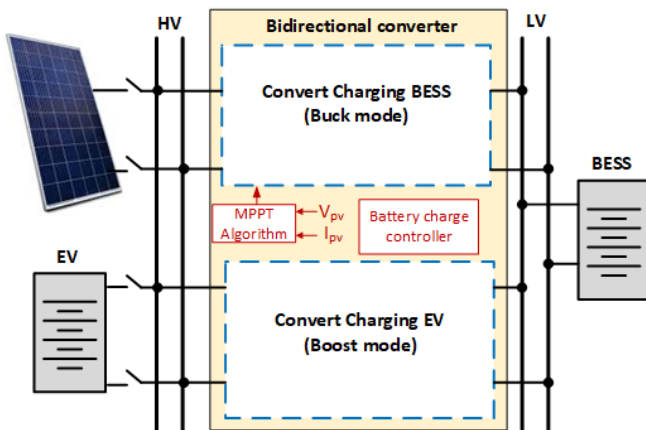 HV
Bidirectional converter
LV
Convert Charging BESS
(Buck mode)
BESS
MPPT
Algorithm
Vpv
Ipv
Battery charge
controller
EV
Convert Charging EV
(Boost mode)